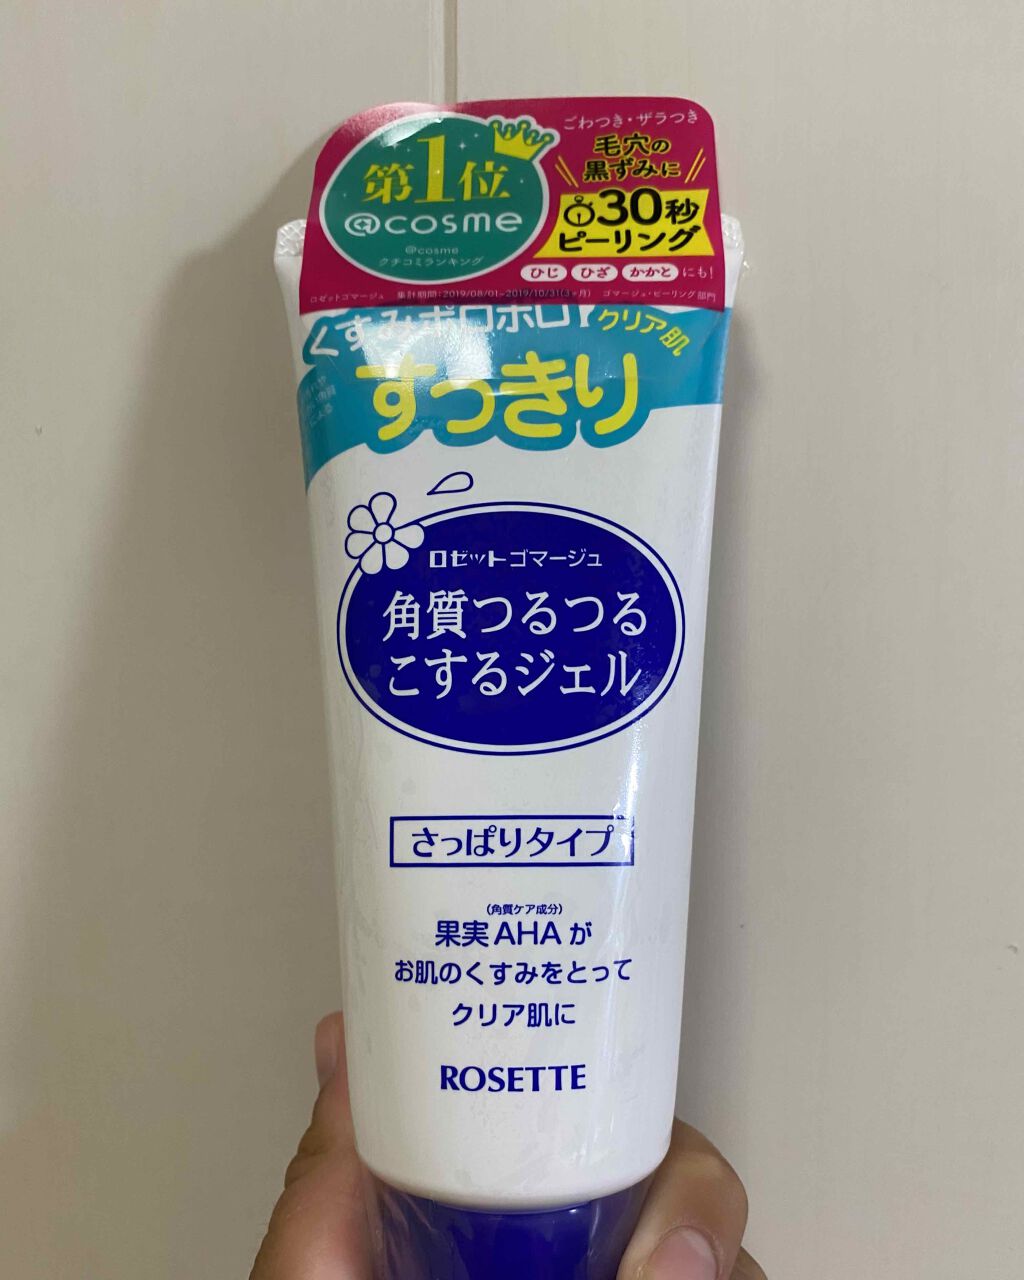 第1位
@cosme
@cosme
クチコミランキング
ごわつき・ザラつき
毛穴の
黒ずみに
30秒
ピーリング
ひじ ひざ かかと にも!
ロゼットゴマージュ 集計期間:2019/08/01~2019/10/31(3ヶ月) ゴマージュ・ピーリング部門
くすみポロポロ
クリア肌
すっきり
ロゼットゴマージュ
角質つるつる
こするジェル
さっぱりタイプ
(角質ケア成分)
果実AHAが
お肌のくすみをとって
クリア肌に
ROSETTE